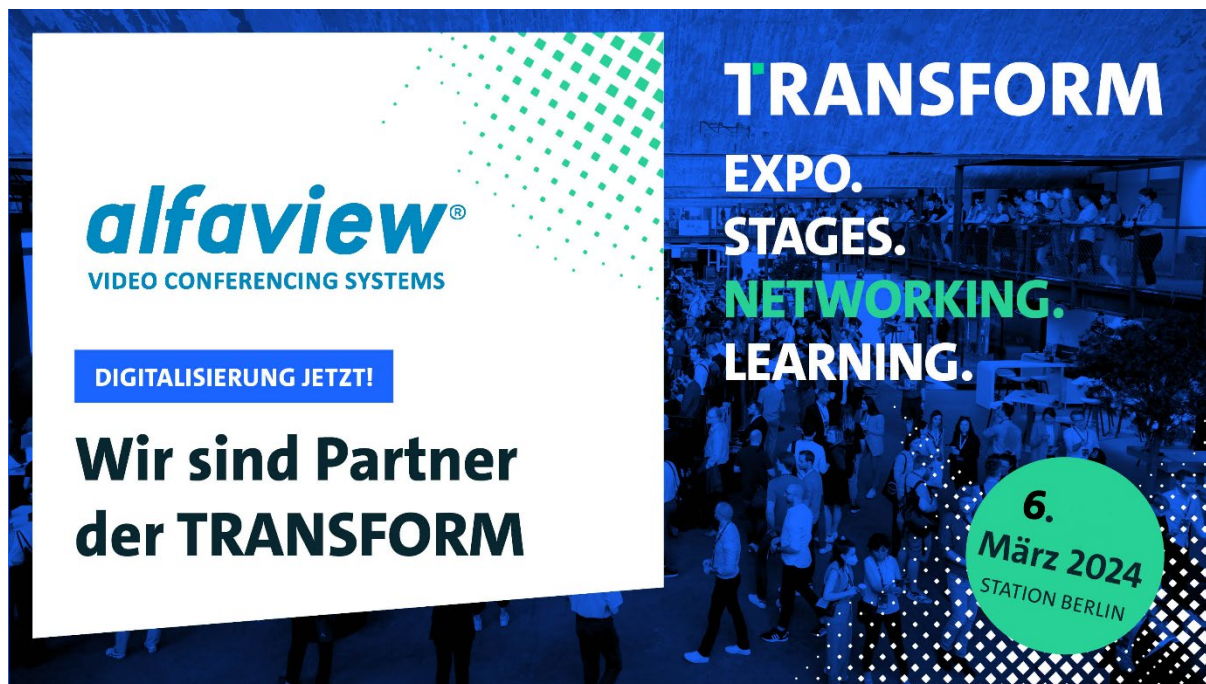 alfaview®
VIDEO CONFERENCING SYSTEMS
DIGITALISIERUNG JETZT!
Wir sind Partner
der TRANSFORM
TRANSFORM
EXPO.
STAGES.
NETWORKING.
LEARNING.
6.
März 2024
STATION BERLIN